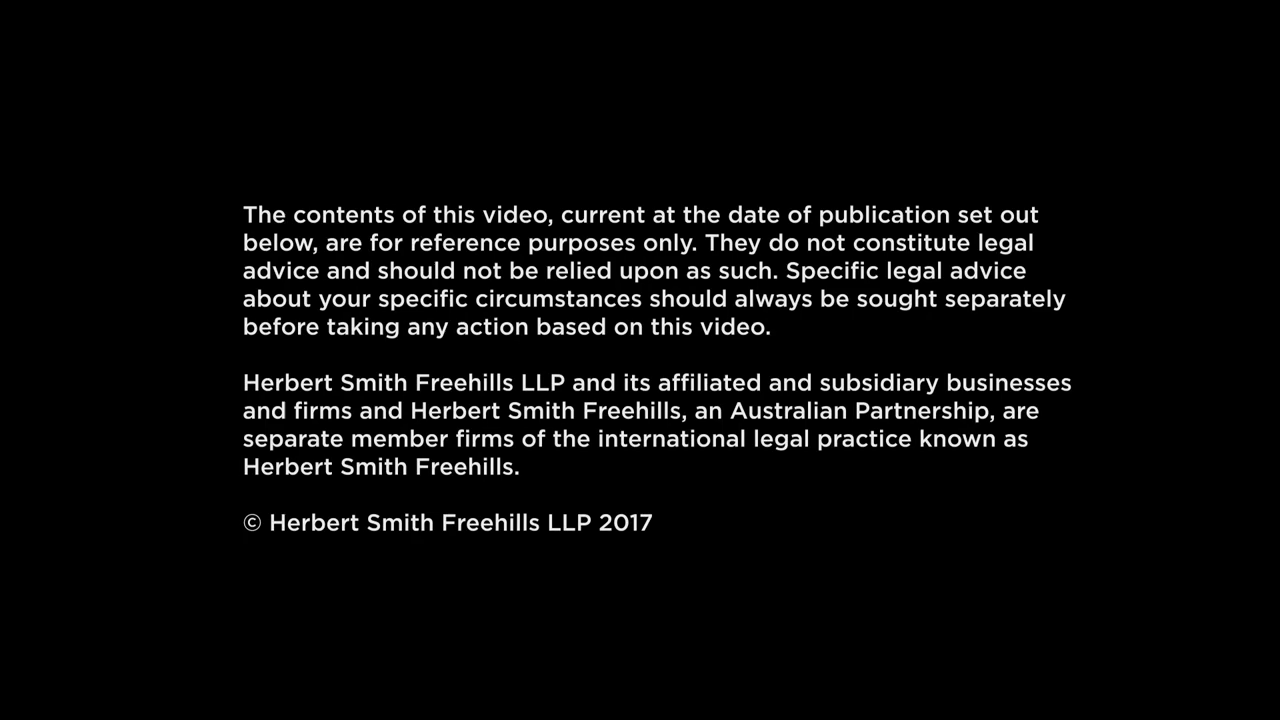 The contents of this video, current at the date of publication set out
below, are for reference purposes only. They do not constitute legal
advice and should not be relied upon as such. Specific legal advice
about your specific circumstances should always be sought separately
before taking any action based on this video.
Herbert Smith Freehills LLP and its affiliated and subsidiary businesses
and firms and Herbert Smith Freehills, an Australian Partnership, are
separate member firms of the international legal practice known as
Herbert Smith Freehills.
© Herbert Smith Freehills LLP 2017